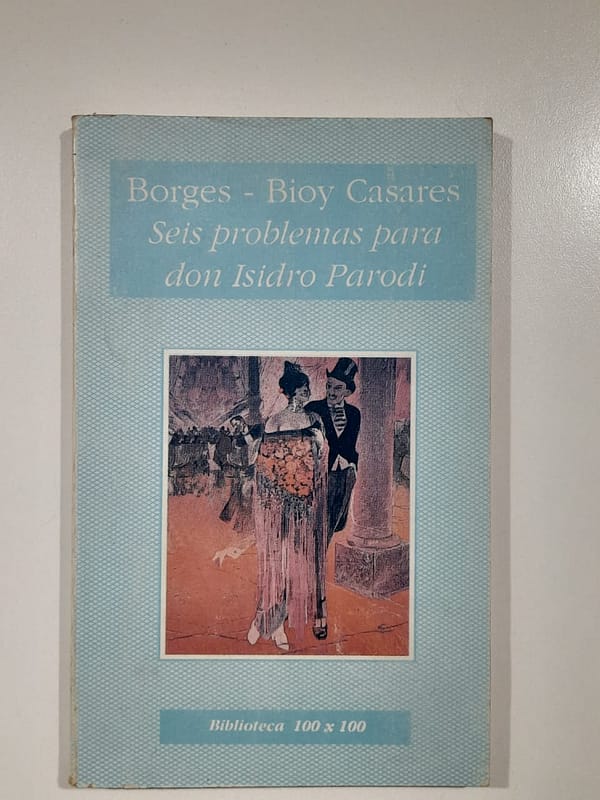 Borges - Bioy Casares
Seis problemas para
don Isidro Parodi
Biblioteca 100 x 100